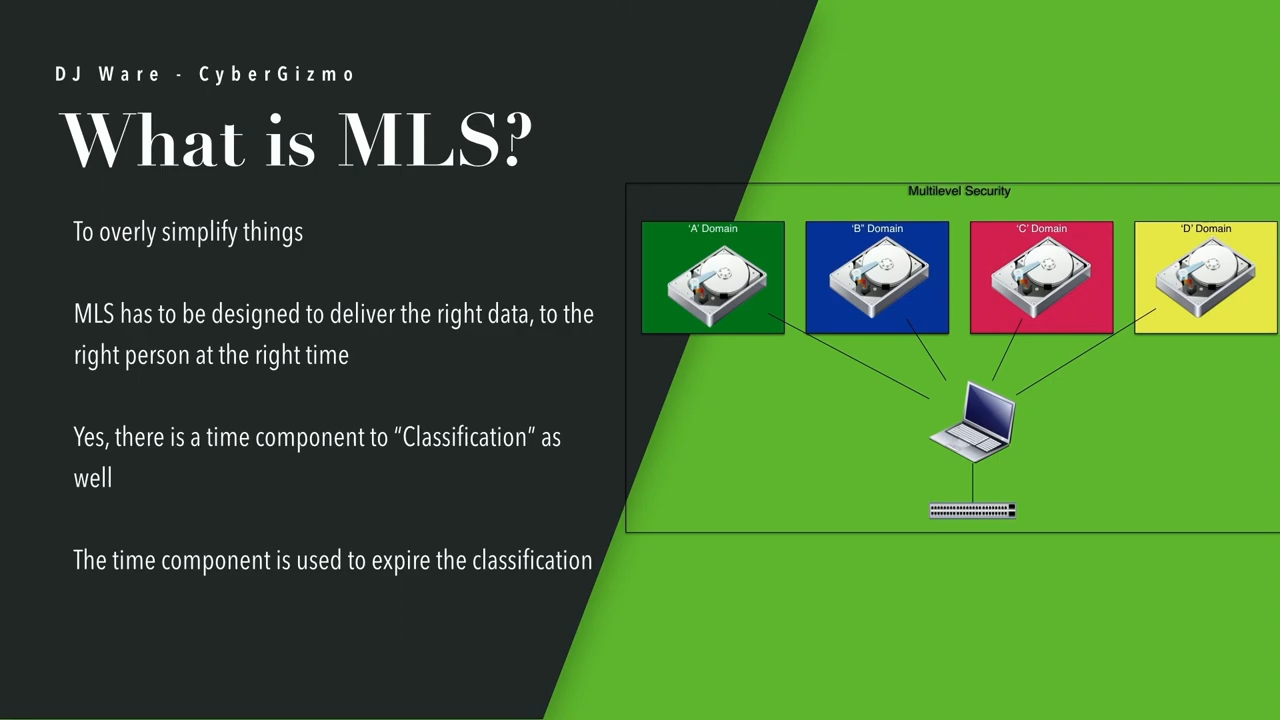 DJ Ware - CyberGizmo
What is MLS?
To overly simplify things
MLS has to be designed to deliver the right data, to the
right person at the right time
Yes, there is a time component to “Classification” as
well
The time component is used to expire the classification
Multilevel Security
‘A’ Domain
‘B” Domain
‘C’ Domain
‘D’ Domain